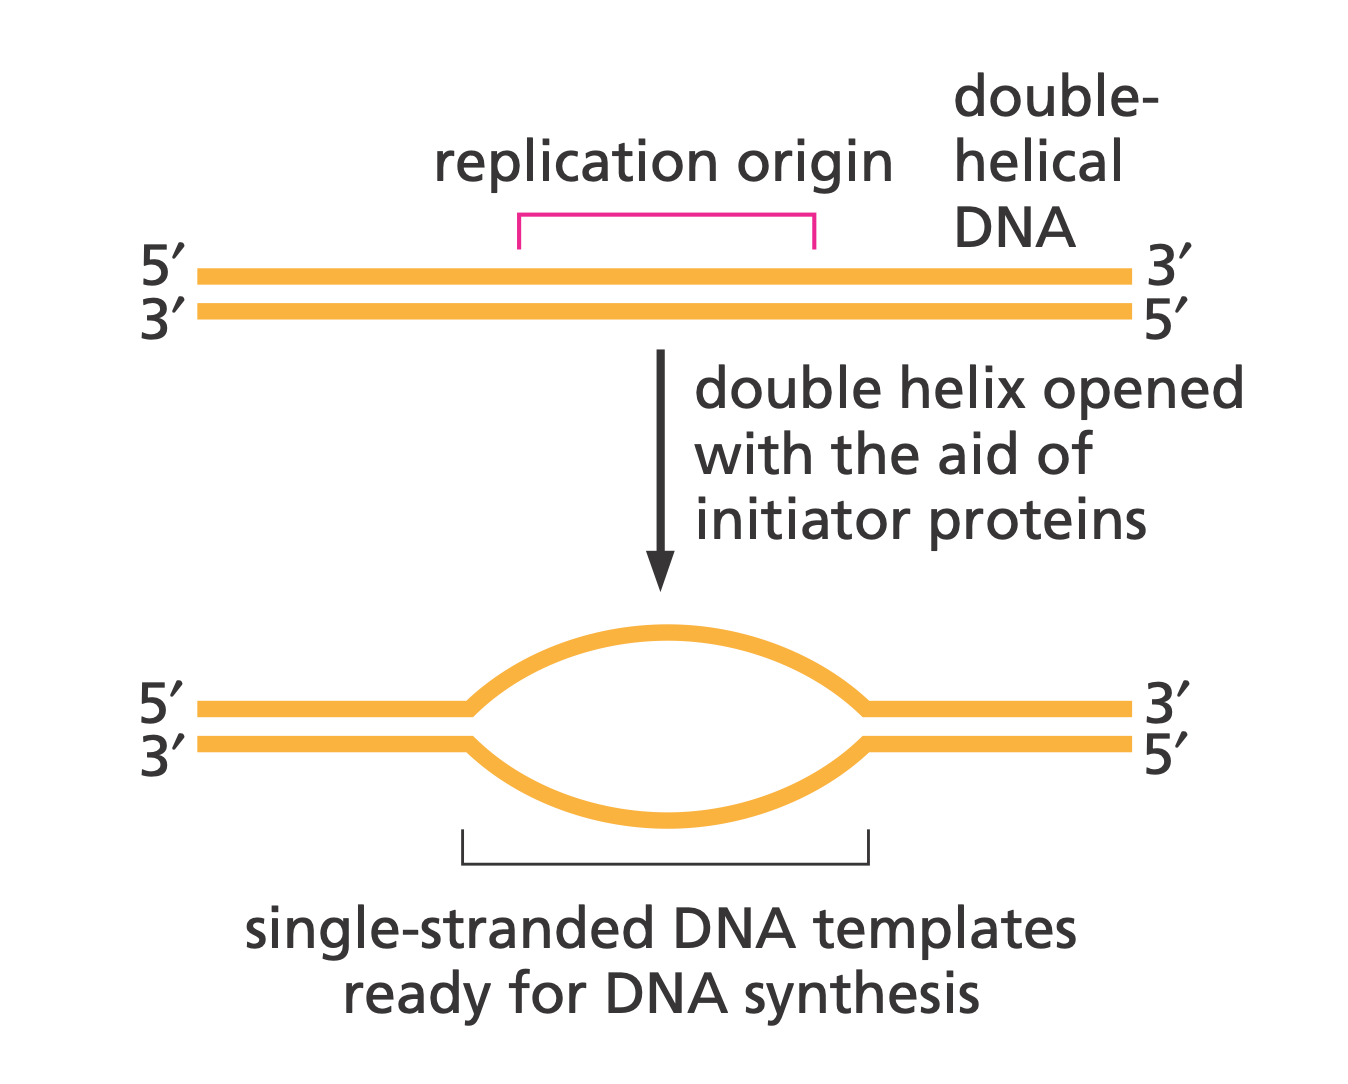 double-
helical
DNA
replication origin
5′
3′
3′
5′
double helix opened
with the aid of
initiator proteins
5′
3′
3′
5′
single-stranded DNA templates
ready for DNA synthesis